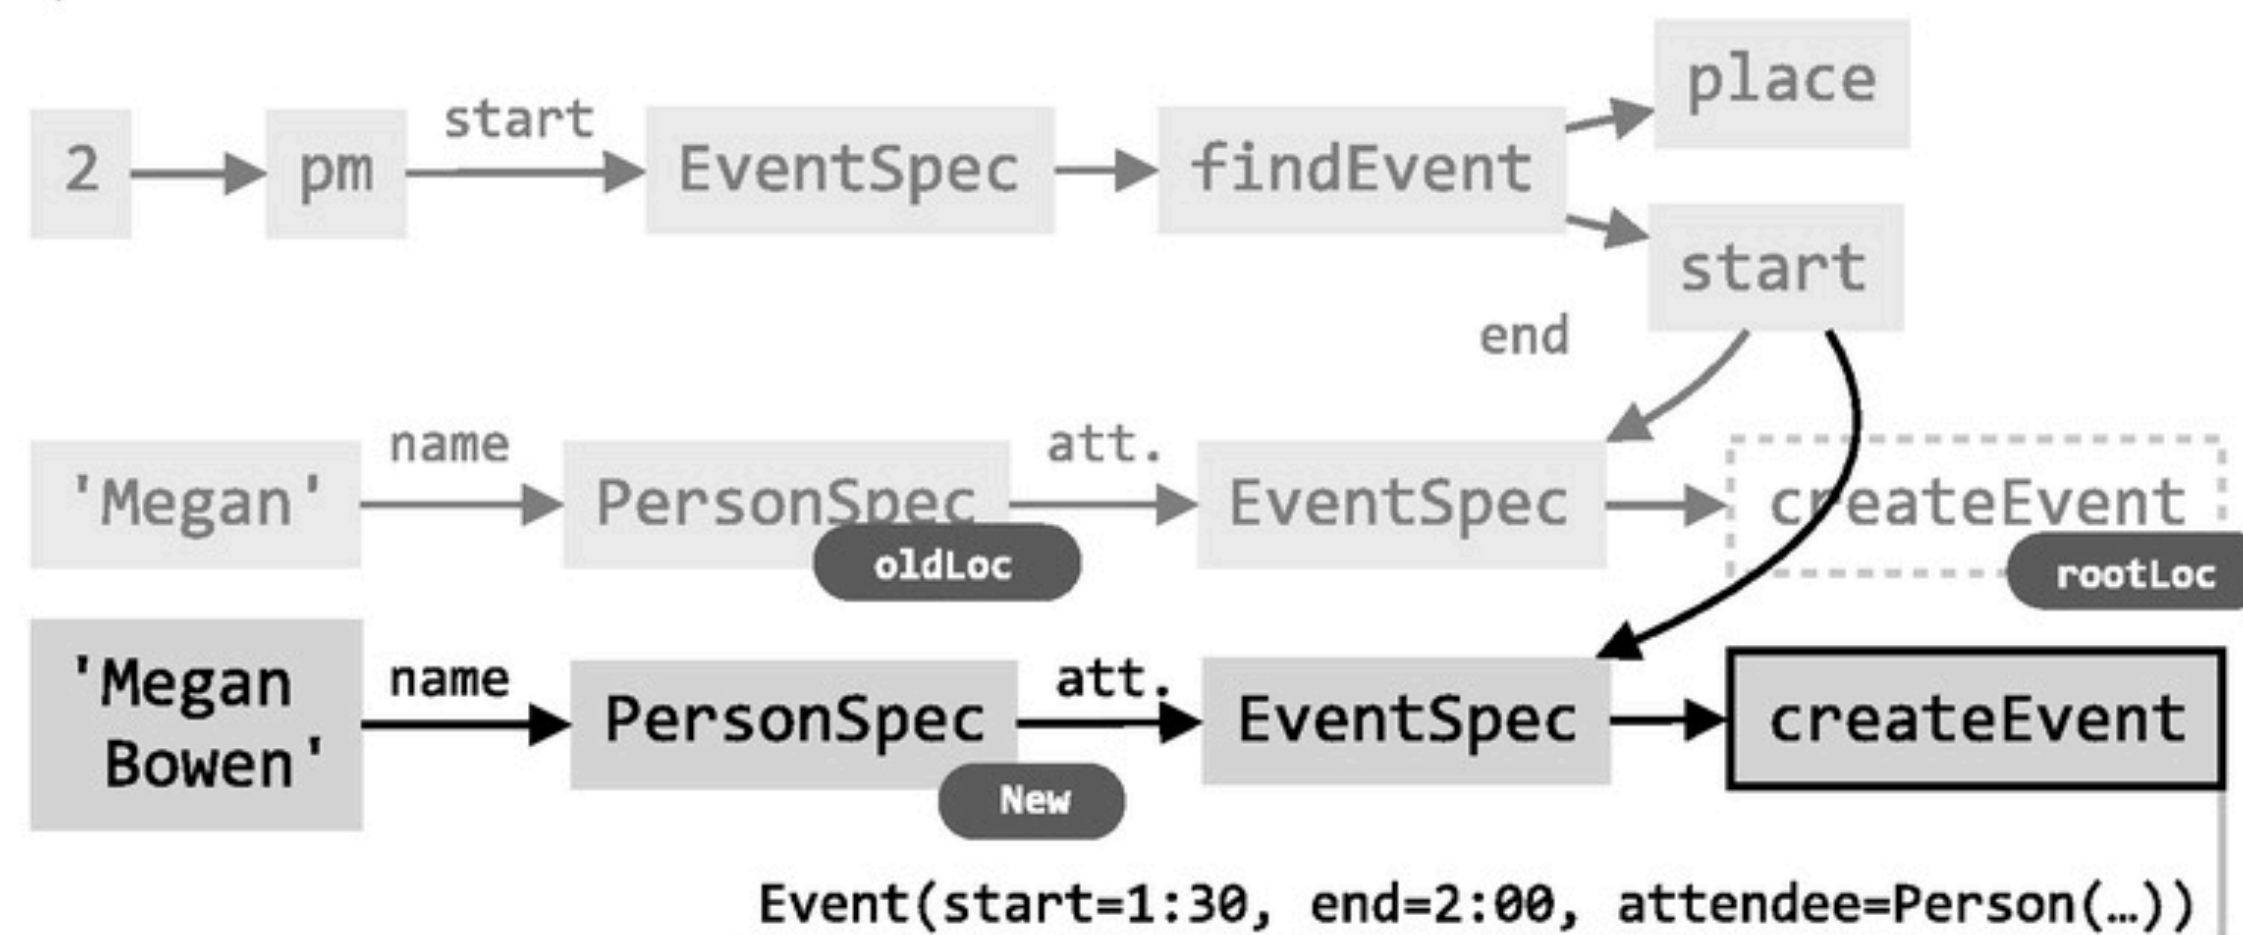 place
start
2
pm
EventSpec
findEvent
start
end
name
att.
'Megan'
PersonSpec
EventSpec
createEvent
oldLoc
rootLoc
'Megan
Bowen'
name
PersonSpec
att.
EventSpec
createEvent
New
Event(start=1:30, end=2:00, attendee=Person(…))